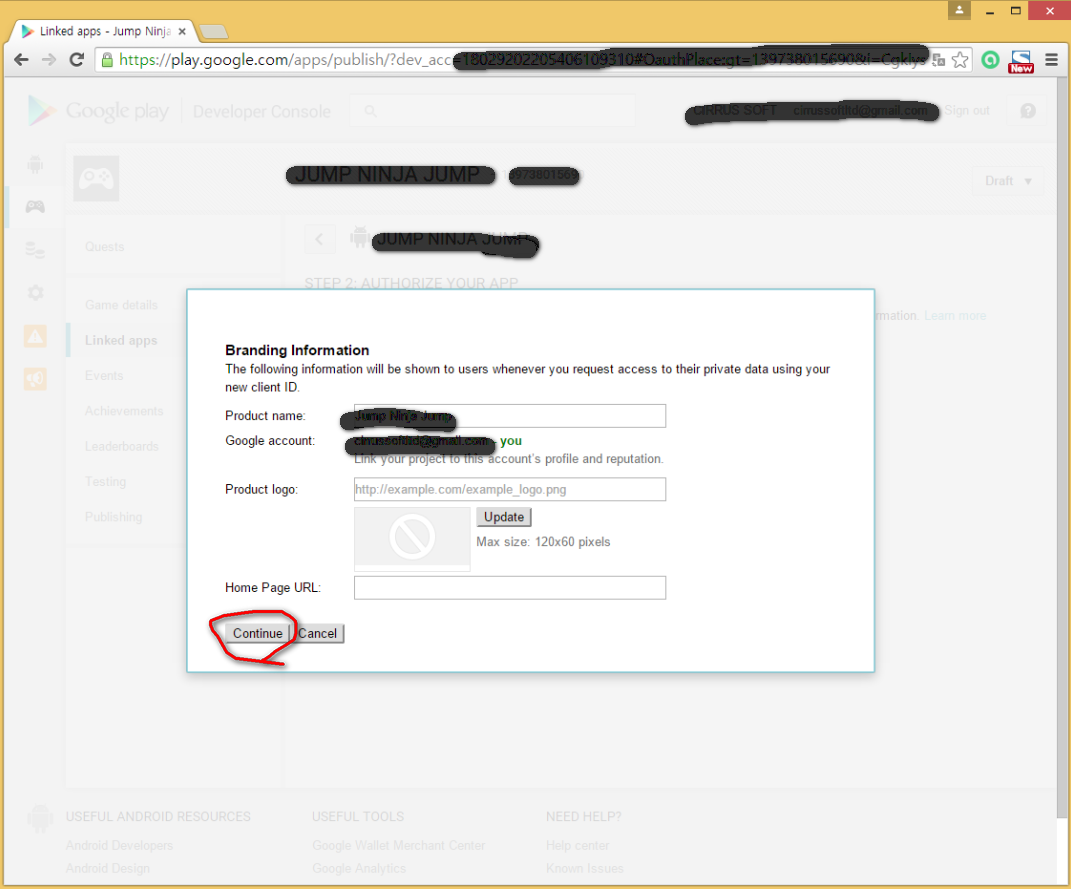 Linked apps - Jump Ninja
https://play.google.com/apps/publish/?dev_acc
New
Google play Developer Console
Sign out
JUMP NINJA JUMP
Draft
JUMP NINJA JUMP
Quests
STEP 2: AUTHORIZE YOUR APP
Game details
rmation. Learn more
Linked apps
Events
Achievements
Leaderboards
Testing
Publishing
Branding Information
The following information will be shown to users whenever you request access to their private data using your
new client ID.
Product name: Jump Ninja Jump
Google account: - you
Link your project to this account's profile and reputation.
Product logo: http://example.com/example_logo.png
Update
Max size: 120x60 pixels
Home Page URL:
Continue Cancel
USEFUL ANDROID RESOURCES USEFUL TOOLS NEED HELP?
Android Developers Google Wallet Merchant Center Help center
Android Design Google Analytics Known Issues